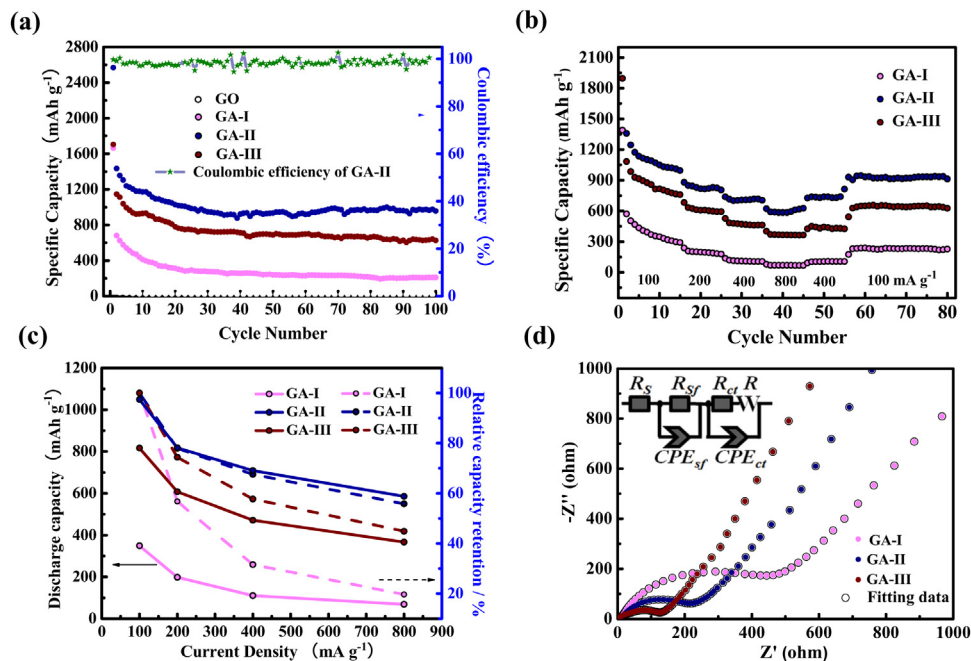 (a)
2800
2400
2000
1600
1200
800
400
0
Specific Capacity (mAh g-1)
100
80
60
40
20
0
Coulombic efficiency (%)
GO
GA-I
GA-II
GA-III
Coulombic efficiency of GA-II
0 10 20 30 40 50 60 70 80 90 100
Cycle Number
(b)
2100
1800
1500
1200
900
600
300
0
Specific Capacity (mAh g-1)
GA-I
GA-II
GA-III
100 200 400 800 400 100 mA g-1
0 10 20 30 40 50 60 70 80
Cycle Number
(c)
1200
1000
800
600
400
200
0
Discharge capacity (mAh g-1)
100
80
60
40
20
Relative capacity retention / %
GA-I GA-I
GA-II GA-II
GA-III GA-III
0 100 200 300 400 500 600 700 800 900
Current Density (mA g-1)
(d)
1000
800
600
400
200
0
-Z'' (ohm)
RS RSf Rct R
W
CPEsf CPEct
GA-I
GA-II
GA-III
Fitting data
0 200 400 600 800 1000
Z' (ohm)